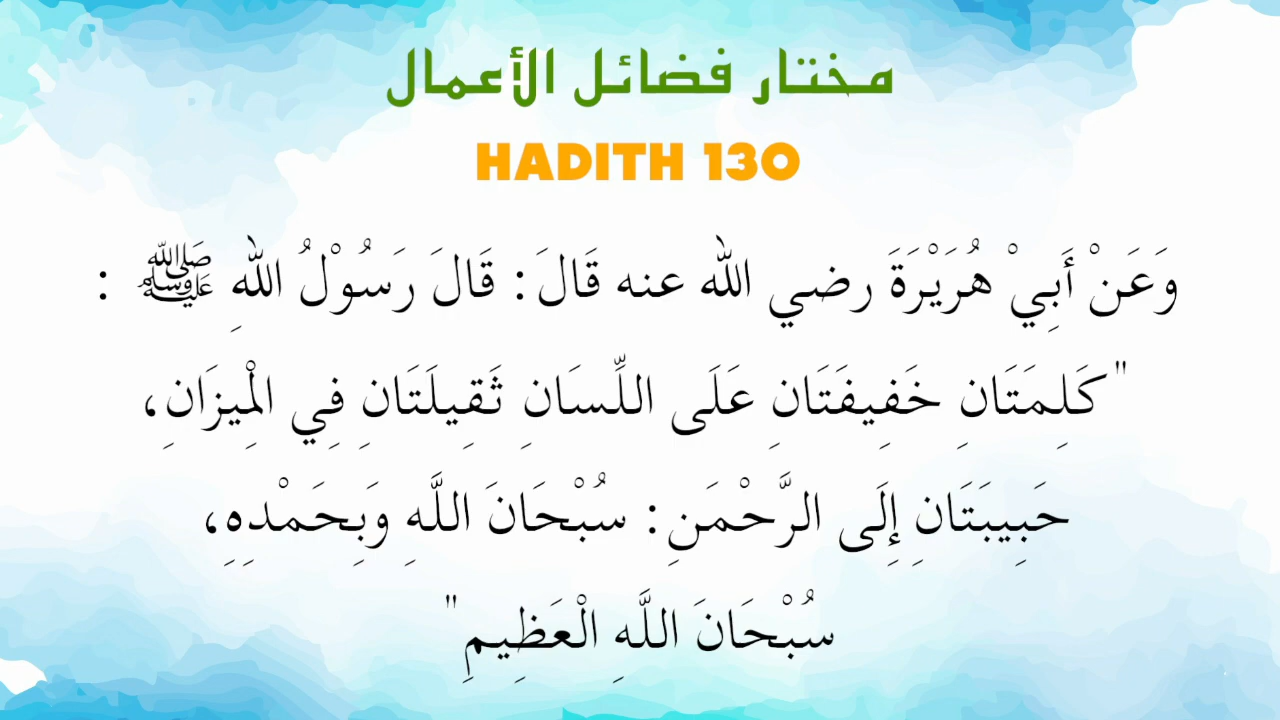 مختار فضائل الأعمال
HADITH 130
وَعَنْ أَبِيْ هُرَيْرَةَ رضي الله عنه قَالَ: قَالَ رَسُوْلُ اللهِ ﷺ :
"كَلِمَتَانِ خَفِيفَتَانِ عَلَى اللِّسَانِ ثَقِيلَتَانِ فِي الْمِيزَانِ،
حَبِيبَتَانِ إِلَى الرَّحْمَنِ: سُبْحَانَ اللَّهِ وَبِحَمْدِهِ،
سُبْحَانَ اللَّهِ الْعَظِيمِ"